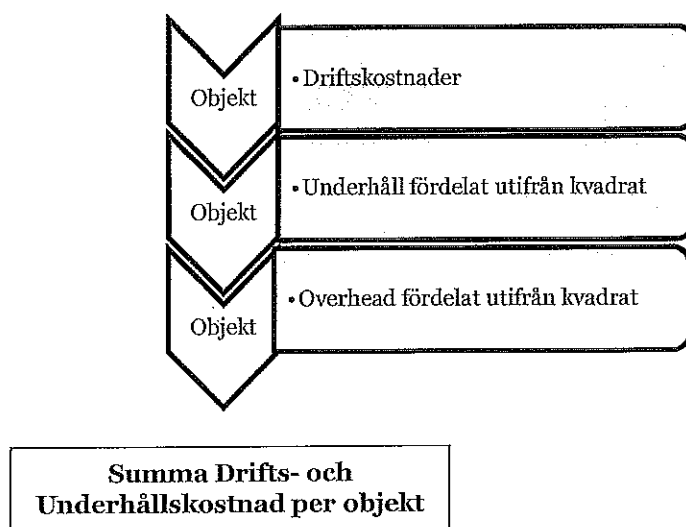 Objekt
• Driftskostnader
Objekt
• Underhåll fördelat utifrån kvadrat
Objekt
• Overhead fördelat utifrån kvadrat
Summa Drifts- och
Underhållskostnad per objekt